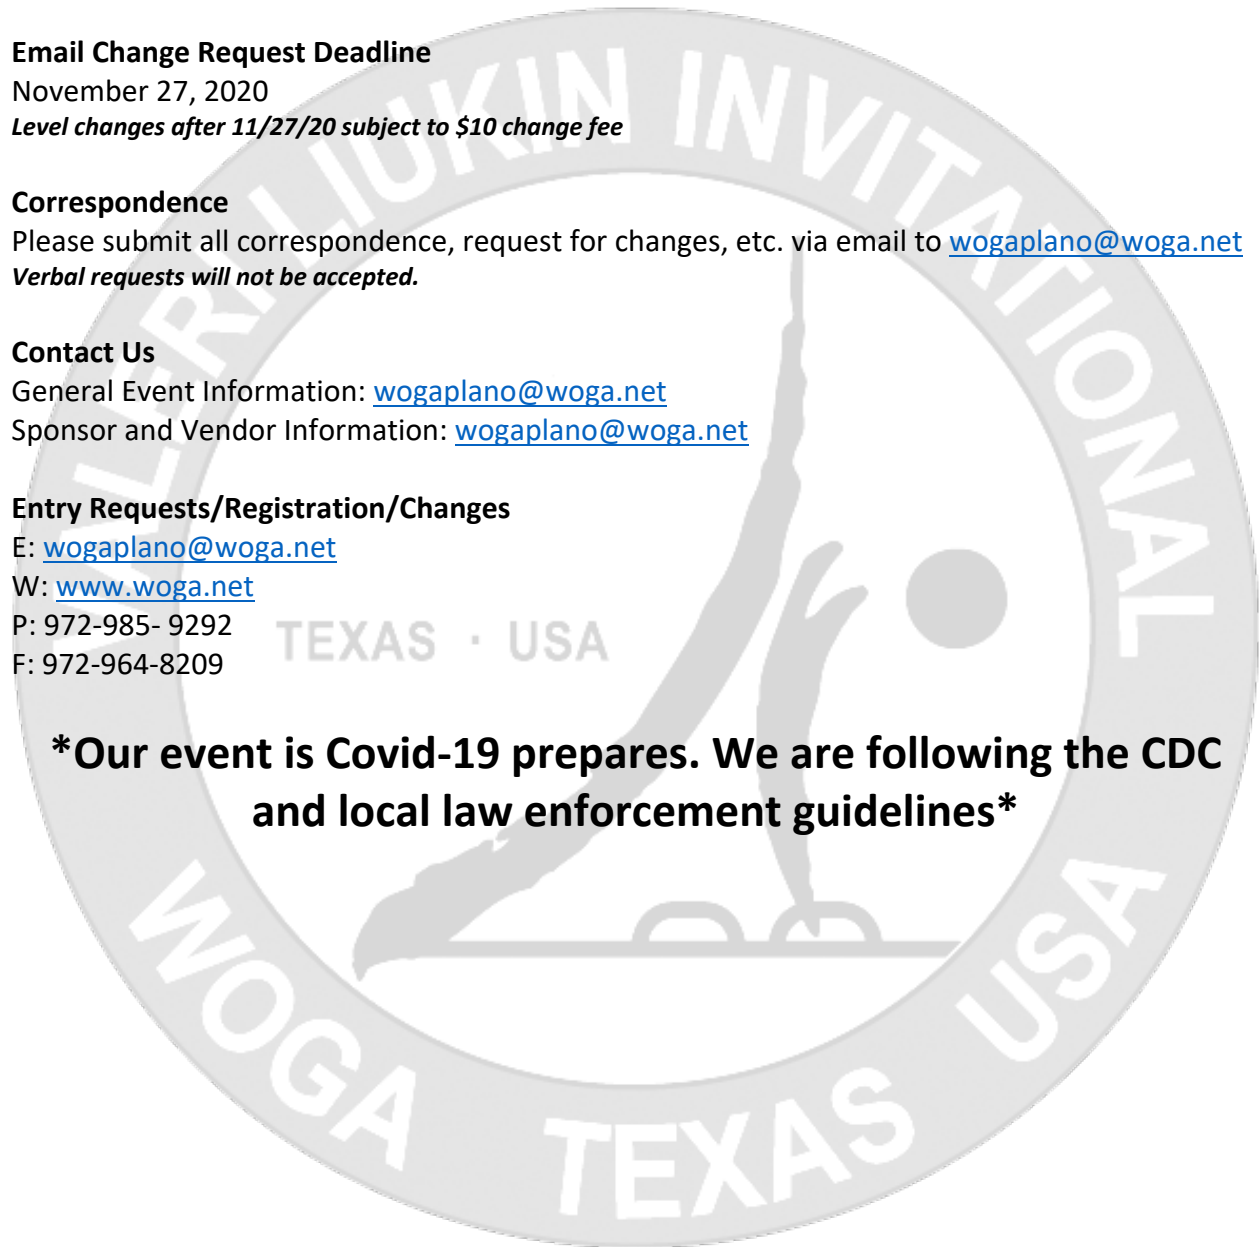 Email Change Request Deadline
November 27, 2020
Level changes after 11/27/20 subject to $10 change fee
Correspondence
Please submit all correspondence, request for changes, etc. via email to wogaplano@woga.net
Verbal requests will not be accepted.
Contact Us
General Event Information: wogaplano@woga.net
Sponsor and Vendor Information: wogaplano@woga.net
Entry Requests/Registration/Changes
E: wogaplano@woga.net
W: www.woga.net
P: 972-985- 9292
F: 972-964-8209
*Our event is Covid-19 prepares. We are following the CDC
and local law enforcement guidelines*
VALERI LIUKIN INVITATIONAL
TEXAS · USA
WOGA TEXAS USA